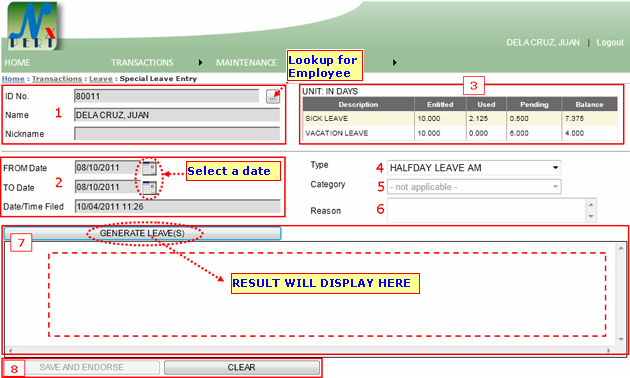 Nx
PERT
DELA CRUZ, JUAN | Logout
HOME TRANSACTIONS MAINTENANCE
Lookup for
Employee
Home : Transactions : Leave : Special Leave Entry
1
ID No. 80011 ...
Name DELA CRUZ, JUAN
Nickname
3
UNIT: IN DAYS
Description Entitled Used Pending Balance
SICK LEAVE 10.000 2.125 0.500 7.375
VACATION LEAVE 10.000 0.000 6.000 4.000
2
FROM Date 08/10/2011
TO Date 08/10/2011
Date/Time Filed 10/04/2011 11:26
Select a date
Type 4 HALFDAY LEAVE AM
Category 5 - not applicable -
Reason 6
7
GENERATE LEAVE(S)
RESULT WILL DISPLAY HERE
8
SAVE AND ENDORSE CLEAR